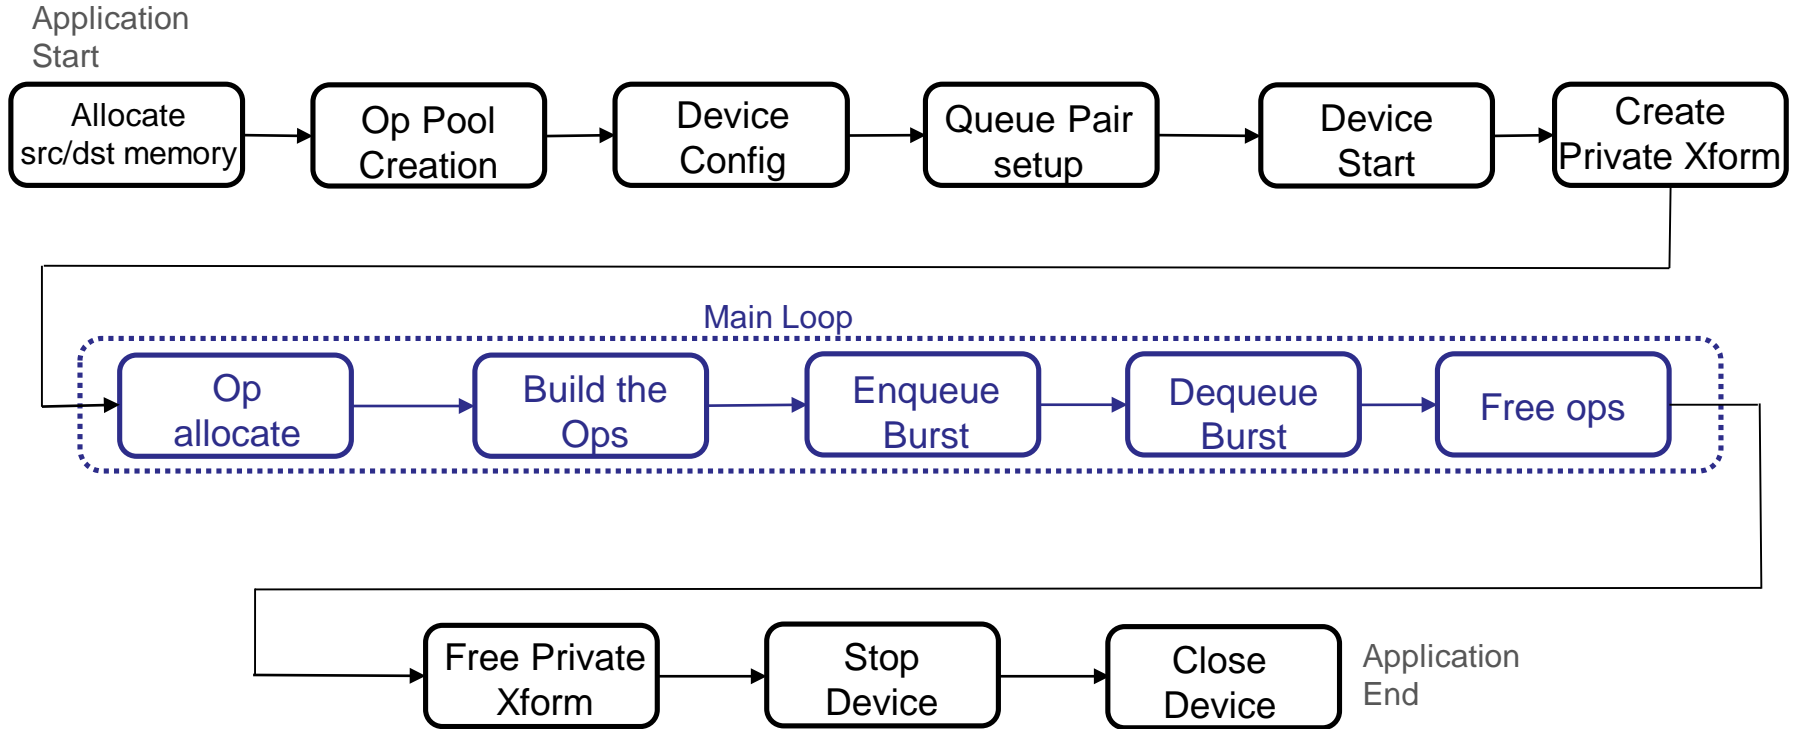 Application
Start
Allocate
src/dst memory
Op Pool
Creation
Device
Config
Queue Pair
setup
Device
Start
Create
Private Xform
Main Loop
Op
allocate
Build the
Ops
Enqueue
Burst
Dequeue
Burst
Free ops
Free Private
Xform
Stop
Device
Close
Device
Application
End